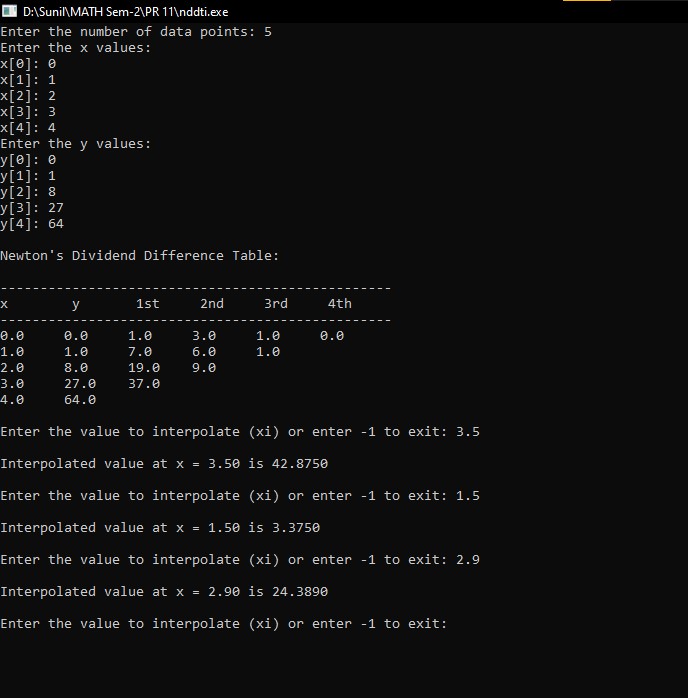 D:\Sunil\MATH Sem-2\PR 11\nddti.exe
Enter the number of data points: 5
Enter the x values:
x[0]: 0
x[1]: 1
x[2]: 2
x[3]: 3
x[4]: 4
Enter the y values:
y[0]: 0
y[1]: 1
y[2]: 8
y[3]: 27
y[4]: 64
Newton's Dividend Difference Table:
-------------------------------------------------
x        y       1st     2nd     3rd     4th
-------------------------------------------------
0.0     0.0     1.0     3.0     1.0     0.0
1.0     1.0     7.0     6.0     1.0
2.0     8.0     19.0    9.0
3.0     27.0    37.0
4.0     64.0
Enter the value to interpolate (xi) or enter -1 to exit: 3.5
Interpolated value at x = 3.50 is 42.8750
Enter the value to interpolate (xi) or enter -1 to exit: 1.5
Interpolated value at x = 1.50 is 3.3750
Enter the value to interpolate (xi) or enter -1 to exit: 2.9
Interpolated value at x = 2.90 is 24.3890
Enter the value to interpolate (xi) or enter -1 to exit: